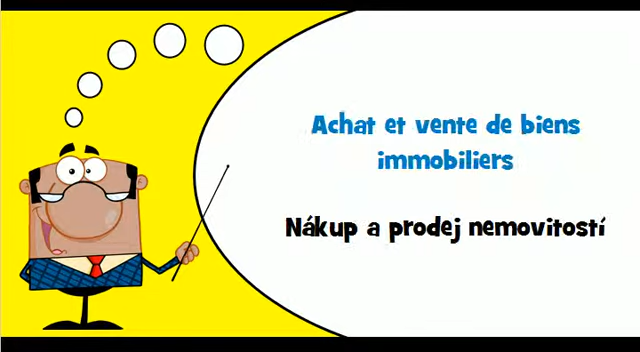 Achat et vente de biens
immobiliers
Nákup a prodej nemovitostí